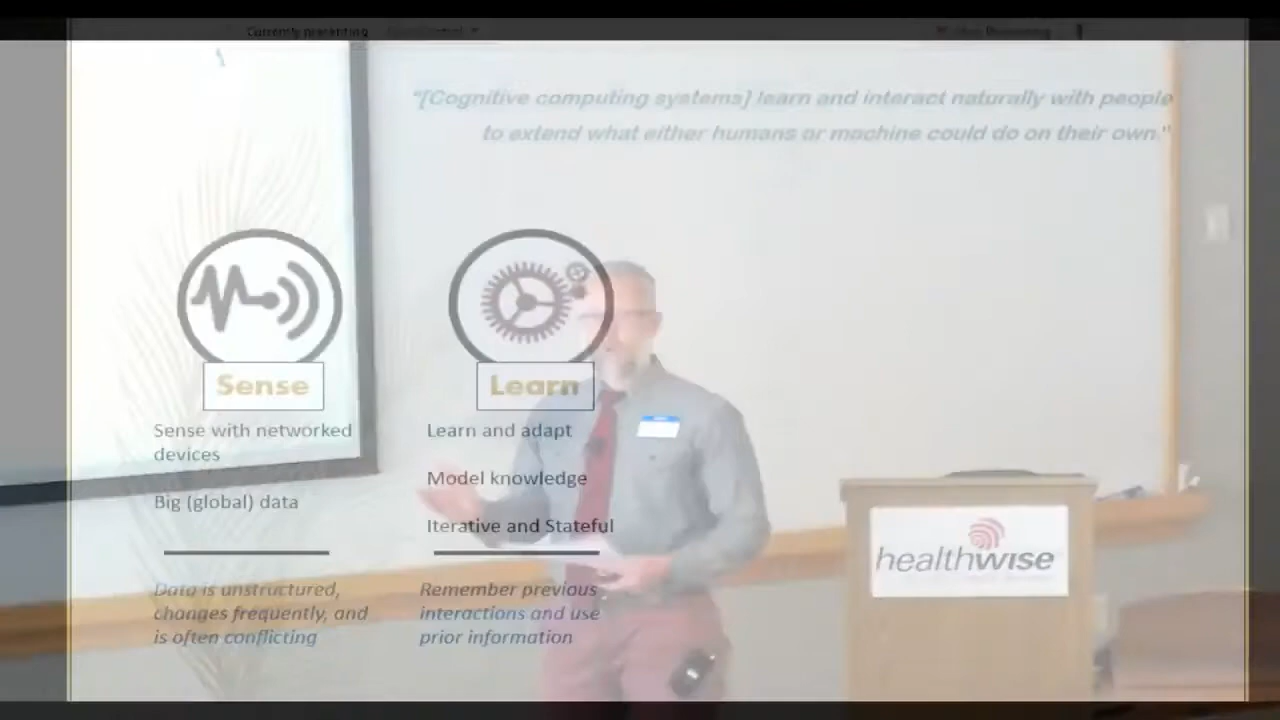 Currently presenting
"[Cognitive computing systems] learn and interact naturally with people
to extend what either humans or machine could do on their own."
Sense
Learn
Sense with networked
devices
Big (global) data
Learn and adapt
Model knowledge
Iterative and Stateful
Data is unstructured,
changes frequently, and
is often conflicting
Remember previous
interactions and use
prior information
healthwise